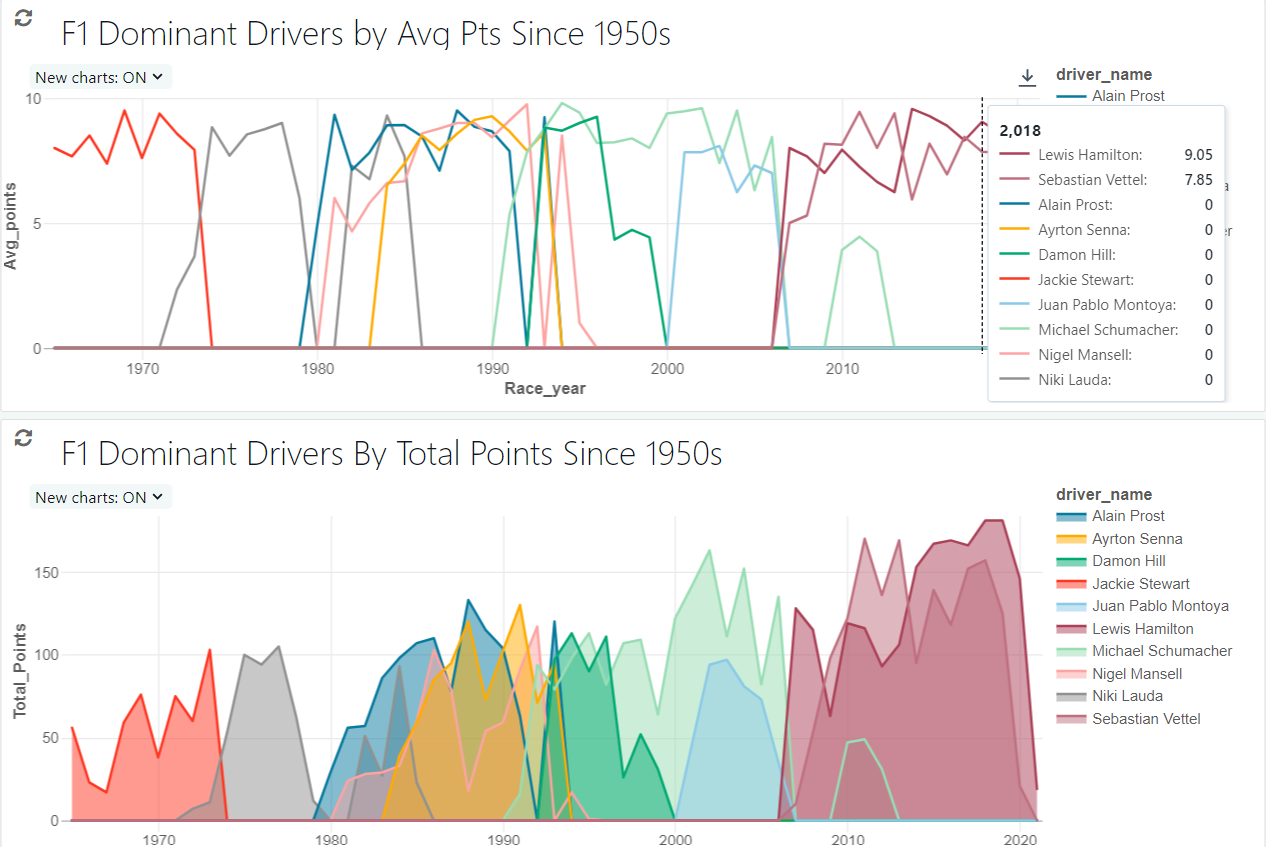 F1 Dominant Drivers by Avg Pts Since 1950s
New charts: ON
driver_name
Alain Prost
10
5
0
Avg_points
1970
1980
1990
2000
2010
Race_year
2,018
Lewis Hamilton: 9.05
Sebastian Vettel: 7.85
Alain Prost: 0
Ayrton Senna: 0
Damon Hill: 0
Jackie Stewart: 0
Juan Pablo Montoya: 0
Michael Schumacher: 0
Nigel Mansell: 0
Niki Lauda: 0
a
er
F1 Dominant Drivers By Total Points Since 1950s
New charts: ON
driver_name
Alain Prost
Ayrton Senna
Damon Hill
Jackie Stewart
Juan Pablo Montoya
Lewis Hamilton
Michael Schumacher
Nigel Mansell
Niki Lauda
Sebastian Vettel
150
100
50
0
Total_Points
1970
1980
1990
2000
2010
2020